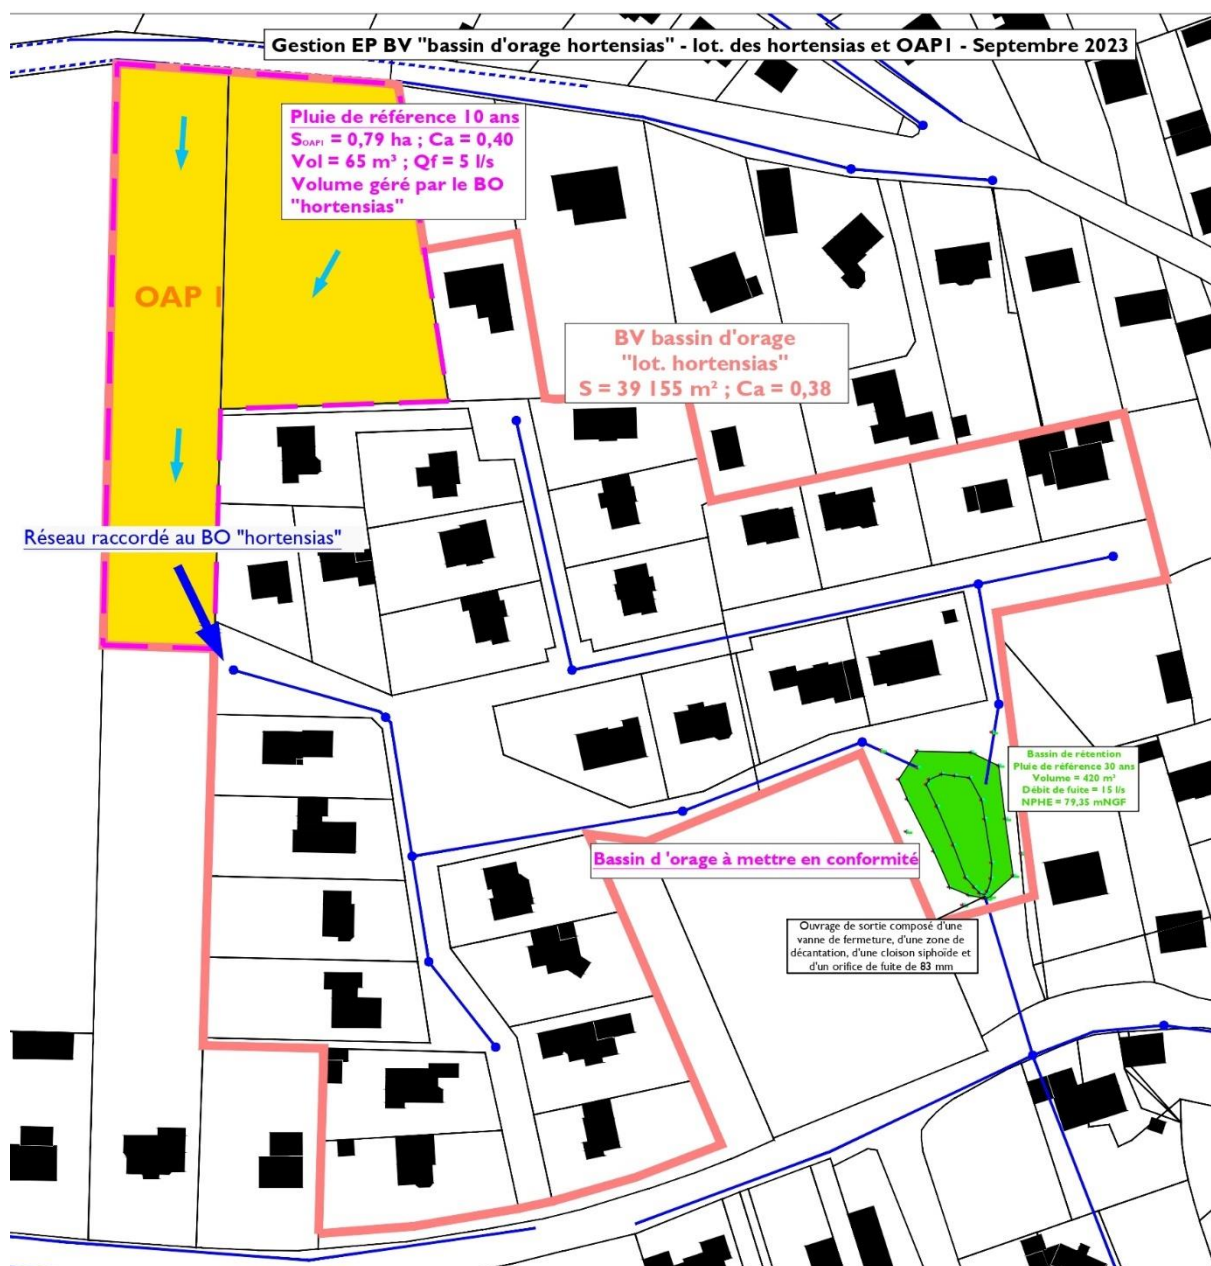 Gestion EP BV "bassin d'orage hortensias" - lot. des hortensias et OAP1 - Septembre 2023
Pluie de référence 10 ans
SOAP1 = 0,79 ha ; Ca = 0,40
Vol = 65 m³ ; Qf = 5 l/s
Volume géré par le BO
"hortensias"
OAP 1
BV bassin d'orage
"lot. hortensias"
S = 39 155 m² ; Ca = 0,38
Réseau raccordé au BO "hortensias"
Bassin de rétention
Pluie de référence 30 ans
Volume = 420 m³
Débit de fuite = 15 l/s
NPHE = 79,35 mNGF
Bassin d 'orage à mettre en conformité
Ouvrage de sortie composé d'une
vanne de fermeture, d'une zone de
décantation, d'une cloison siphoïde et
d'un orifice de fuite de 83 mm